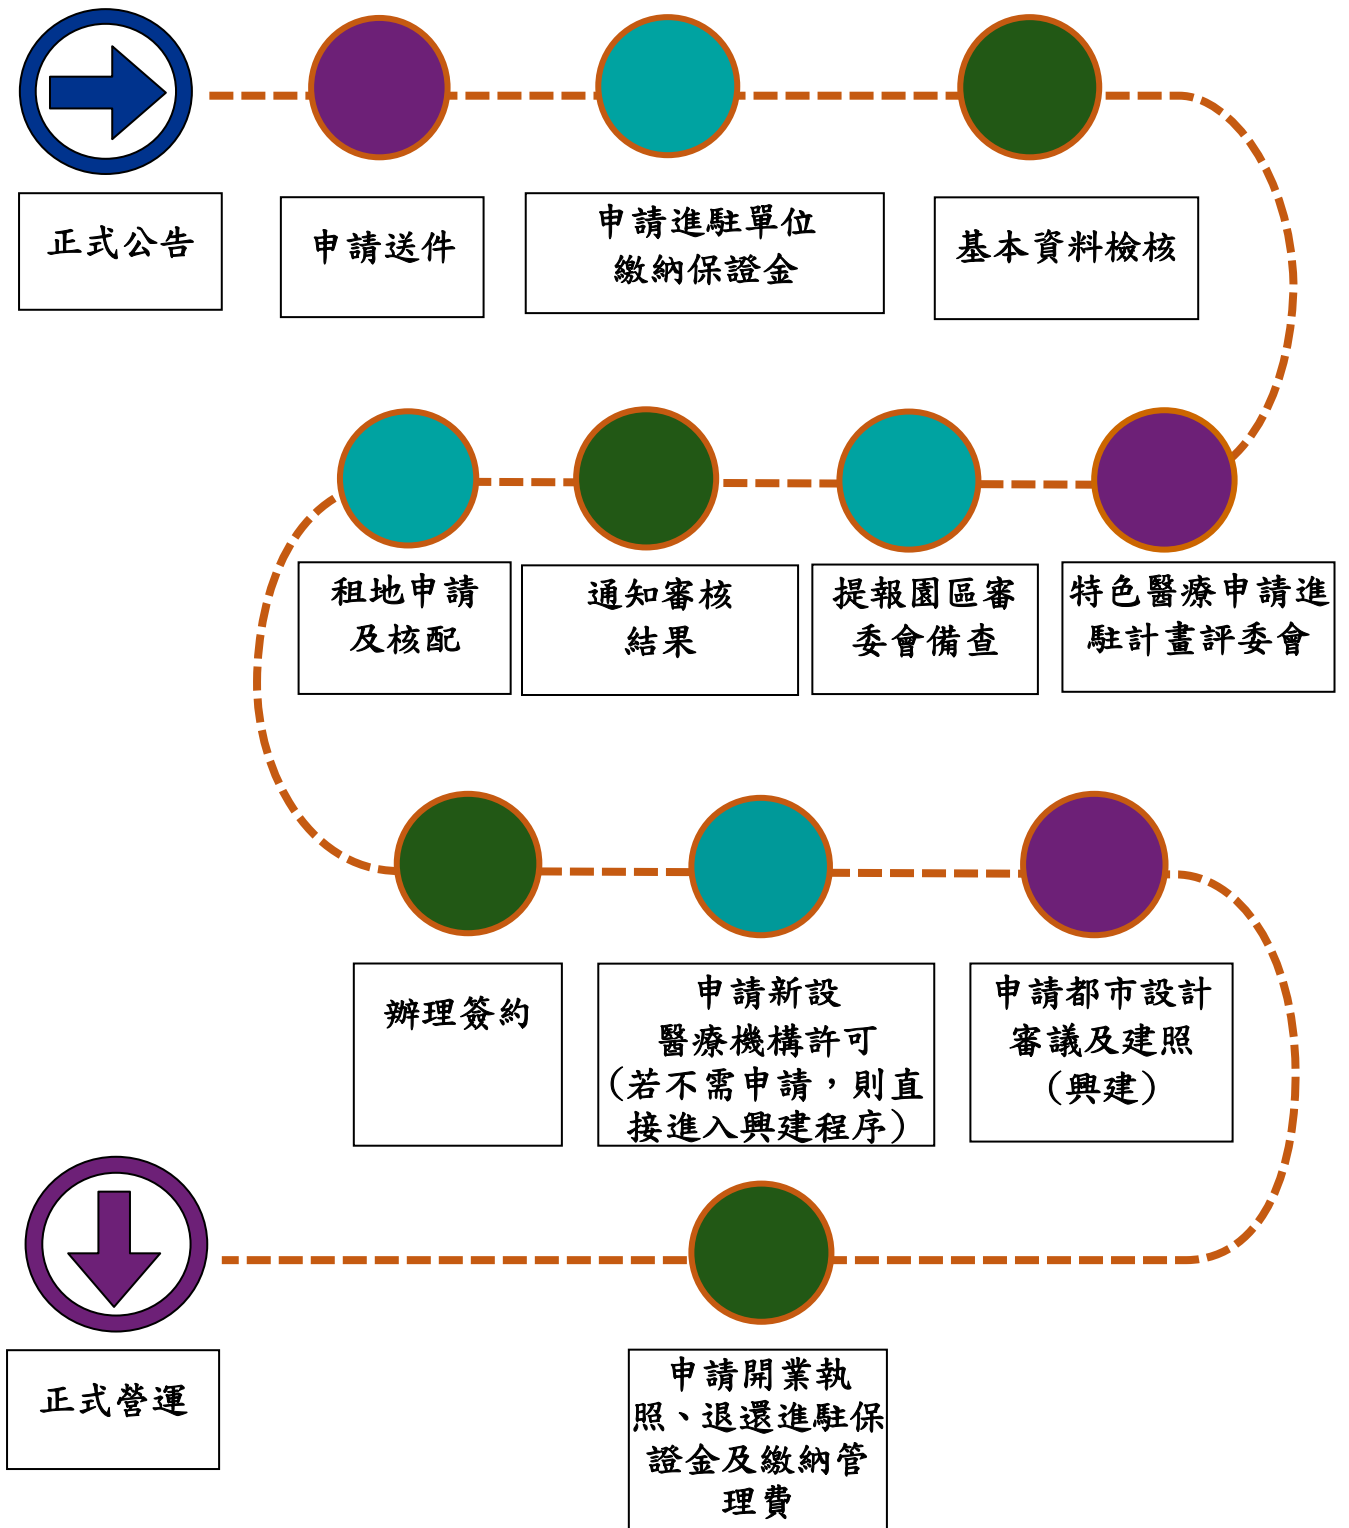 正式公告
申請送件
申請進駐單位
繳納保證金
基本資料檢核
租地申請
及核配
通知審核
結果
提報園區審
委會備查
特色醫療申請進
駐計畫評委會
辦理簽約
申請新設
醫療機構許可
(若不需申請，則直
接進入興建程序)
申請都市設計
審議及建照
(興建)
正式營運
申請開業執
照、退還進駐保
證金及繳納管
理費